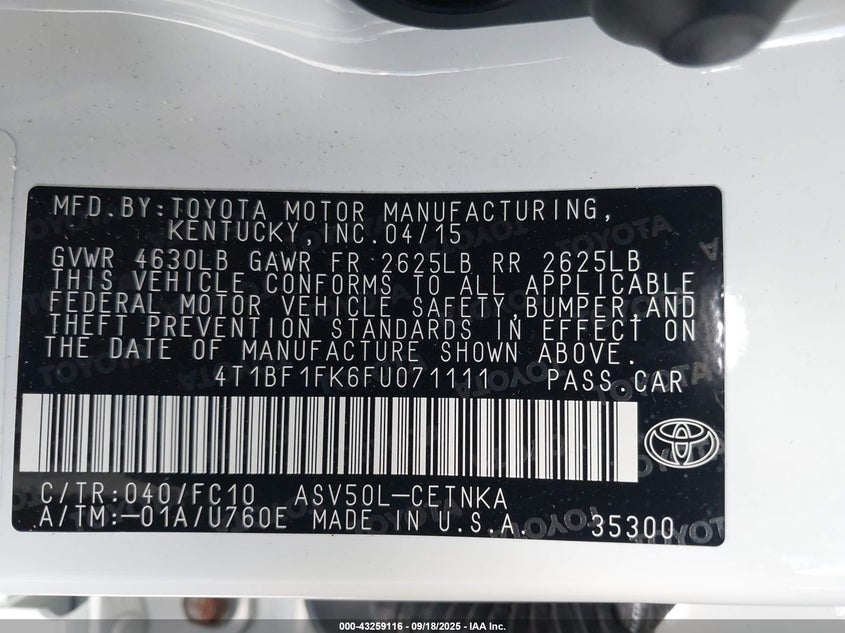 MFD.BY:TOYOTA MOTOR MANUFACTURING,
KENTUCKY,INC.04/15
GVWR 4630LB GAWR FR 2625LB RR 2625LB
THIS VEHICLE CONFORMS TO ALL APPLICABLE
FEDERAL MOTOR VEHICLE SAFETY,BUMPER,AND
THEFT PREVENTION STANDARDS IN EFFECT ON
THE DATE OF MANUFACTURE SHOWN ABOVE.
4T1BF1FK6FU071111 PASS.CAR
C/TR:040/FC10 ASV50L-CETNKA
A/TM:-01A/U760E MADE IN U.S.A. 35300
000-43259116 - 09/18/2025 - IAA Inc.